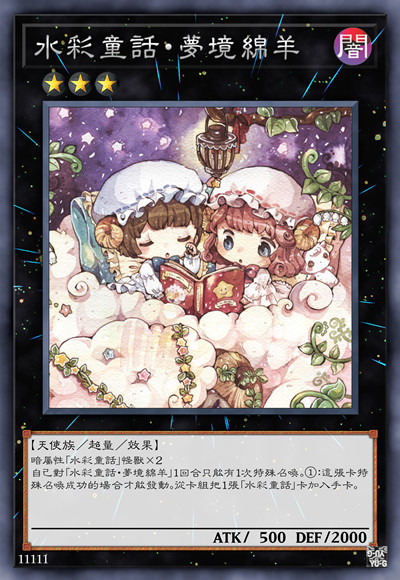 水彩童話·夢境綿羊
闇
【天使族／超量／效果】
暗屬性「水彩童話」怪獸×2
自己對「水彩童話·夢境綿羊」1回合只能有1次特殊召喚。①:這張卡特
殊召喚成功的場合才能發動。從卡組把1張「水彩童話」卡加入手卡。
ATK/ 500 DEF/2000
11111